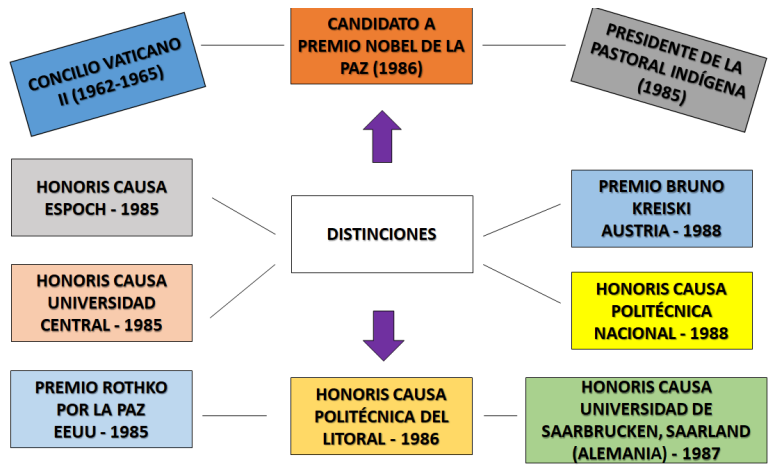 CONCILIO VATICANO
II (1962-1965)
CANDIDATO A
PREMIO NOBEL DE LA
PAZ (1986)
PRESIDENTE DE LA
PASTORAL INDÍGENA
(1985)
HONORIS CAUSA
ESPOCH - 1985
DISTINCIONES
PREMIO BRUNO
KREISKI
AUSTRIA - 1988
HONORIS CAUSA
UNIVERSIDAD
CENTRAL - 1985
HONORIS CAUSA
POLITÉCNICA
NACIONAL - 1988
PREMIO ROTHKO
POR LA PAZ
EEUU - 1985
HONORIS CAUSA
POLITÉCNICA DEL
LITORAL - 1986
HONORIS CAUSA
UNIVERSIDAD DE
SAARBRUCKEN, SAARLAND
(ALEMANIA) - 1987